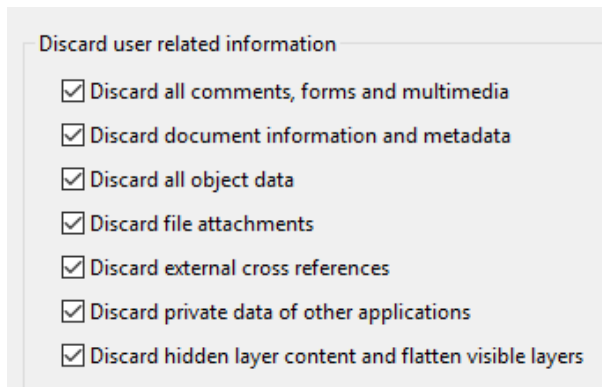 Discard user related information
Discard all comments, forms and multimedia
Discard document information and metadata
Discard all object data
Discard file attachments
Discard external cross references
Discard private data of other applications
Discard hidden layer content and flatten visible layers